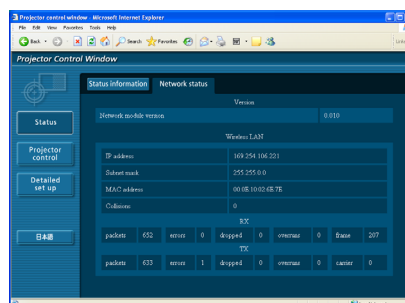 Projector control window - Microsoft Internet Explorer
File Edit View Favorites Tools Help
Back Search Favorites
Projector Control Window
Status information Network status
Version
Network module version 0.010
Wireless LAN
IP address 169.254.106.221
Subnet mask 255.255.0.0
MAC address 00:0E:10:02:6E:7E
Collisions 0
RX
packets 652 errors 0 dropped 0 overruns 0 frame 207
TX
packets 633 errors 1 dropped 0 overruns 0 carrier 0
Status
Projector
control
Detailed
set up
日本語